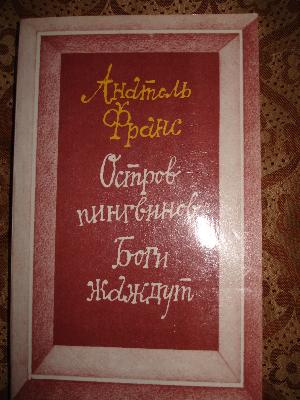 Анатоль
Франс
Остров
пингвинов
Боги
жаждут